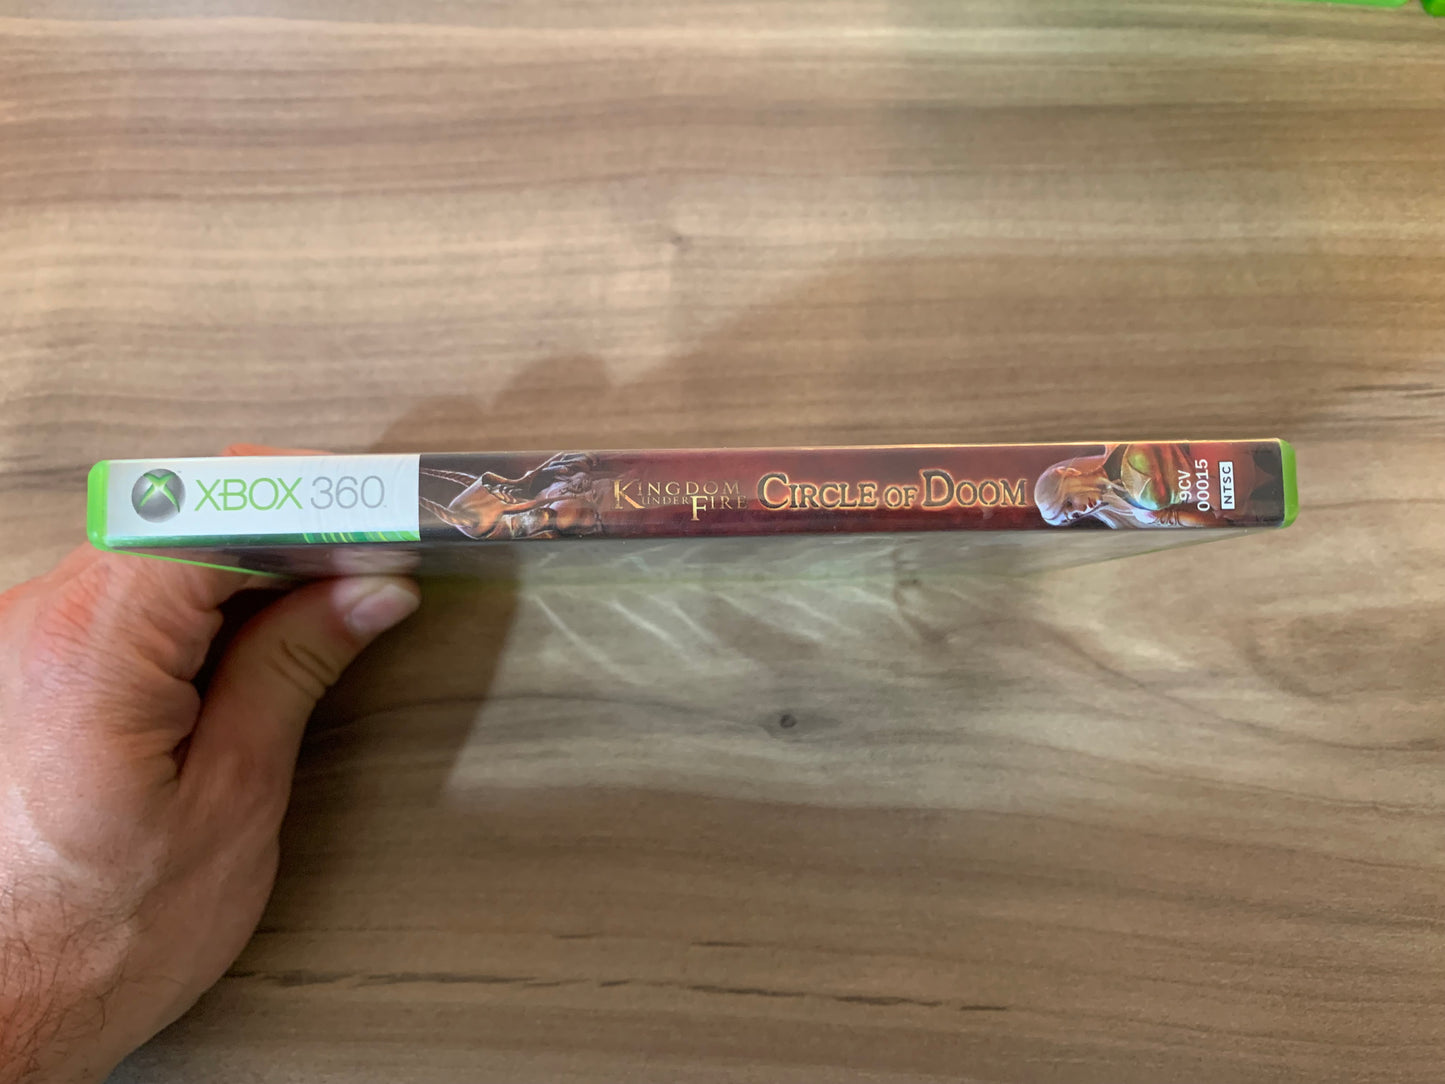 XBOX 360
KINGDOM
UNDER FIRE
CIRCLE OF DOOM
9CV
00015
NTSC